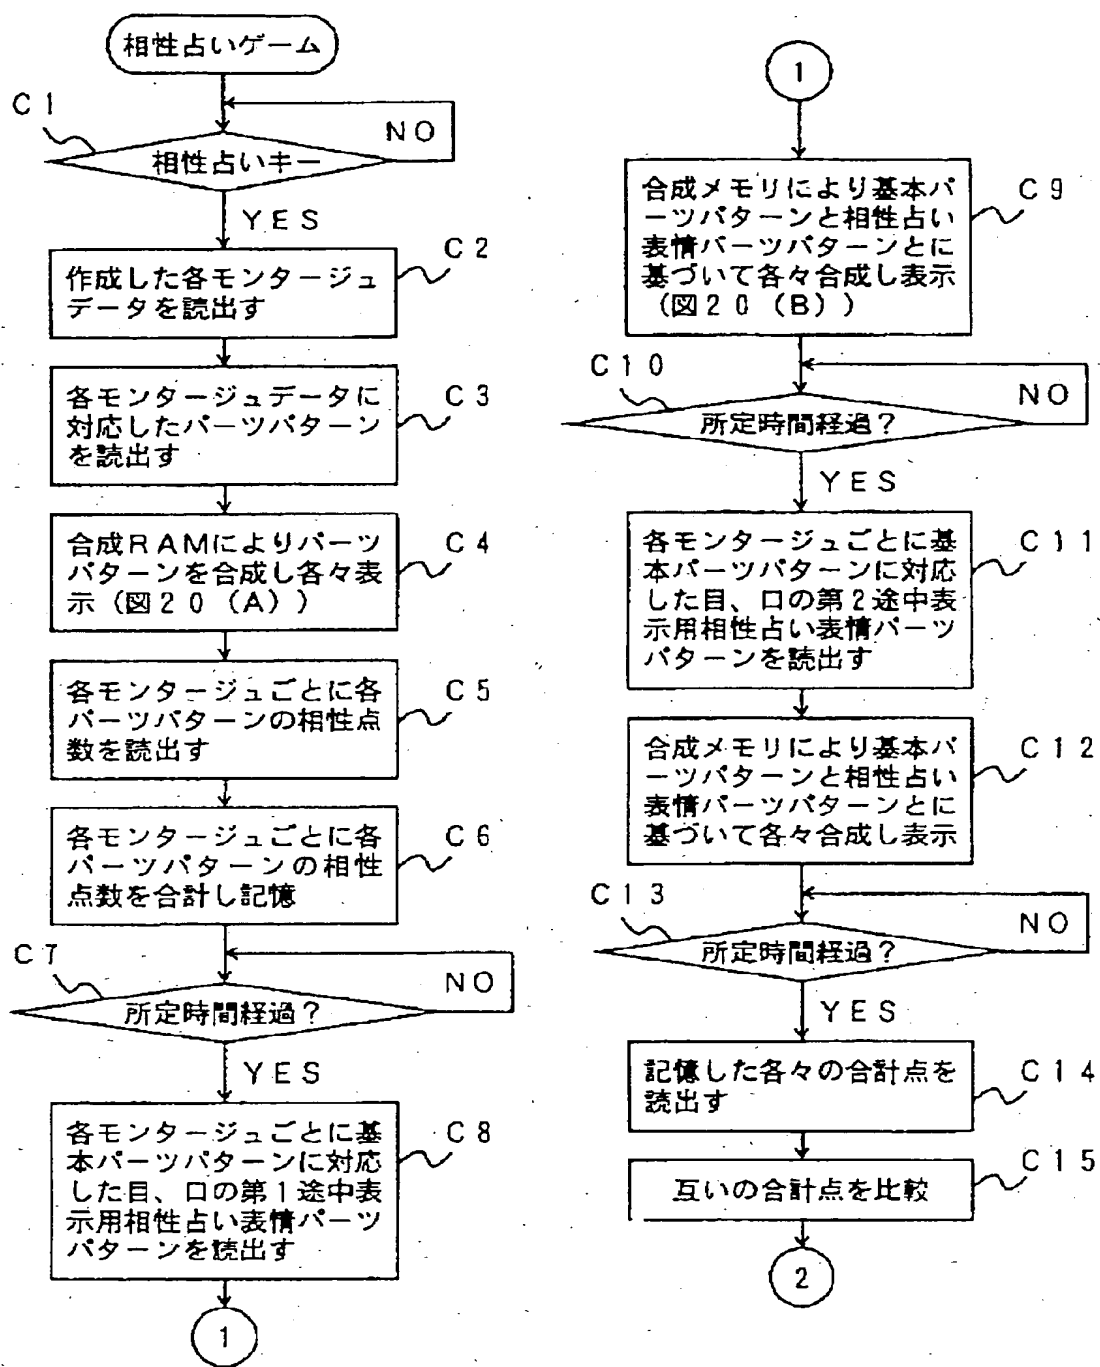 相性占いゲーム
C1
NO
相性占いキー
YES
C2
作成した各モンタージュ
データを読出す
C3
各モンタージュデータに
対応したパーツパターン
を読出す
C4
合成RAMによりパーツ
パターンを合成し各々表
示(図20(A))
C5
各モンタージュごとに各
パーツパターンの相性点
数を読出す
C6
各モンタージュごとに各
パーツパターンの相性
点数を合計し記憶
C7
NO
所定時間経過?
YES
C8
各モンタージュごとに基
本パーツパターンに対応
した目、口の第1途中表
示用相性占い表情パーツ
パターンを読出す
1
1
C9
合成メモリにより基本パ
ーツパターンと相性占い
表情パーツパターンとに
基づいて各々合成し表示
(図20(B))
C10
NO
所定時間経過?
YES
C11
各モンタージュごとに基
本パーツパターンに対応
した目、口の第2途中表
示用相性占い表情パーツ
パターンを読出す
C12
合成メモリにより基本パ
ーツパターンと相性占い
表情パーツパターンとに
基づいて各々合成し表示
C13
NO
所定時間経過?
YES
C14
記憶した各々の合計点を
読出す
C15
互いの合計点を比較
2